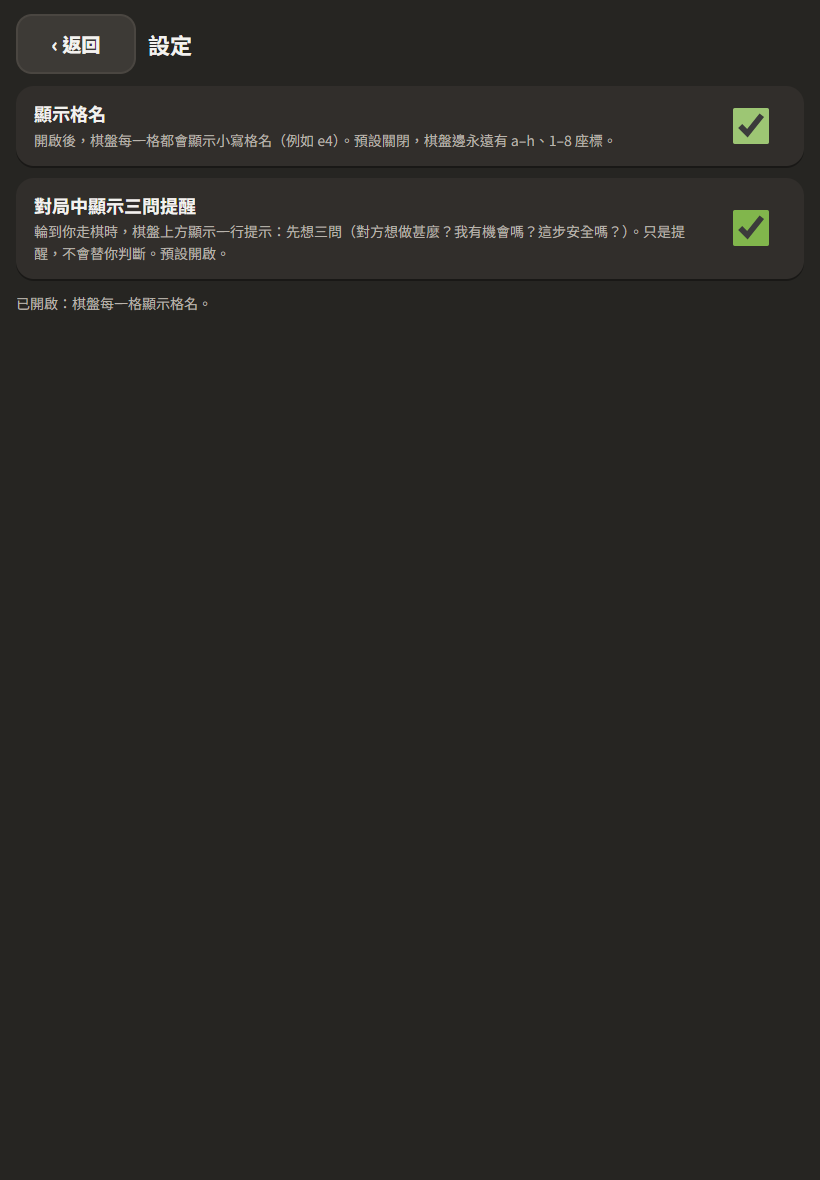 ‹ 返回
設定
顯示格名
開啟後，棋盤每一格都會顯示小寫格名（例如 e4）。預設關閉，棋盤邊永遠有 a–h、1–8 座標。
對局中顯示三問提醒
輪到你走棋時，棋盤上方顯示一行提示：先想三問（對方想做甚麼？我有機會嗎？這步安全嗎？）。只是提
醒，不會替你判斷。預設開啟。
已開啟：棋盤每一格顯示格名。